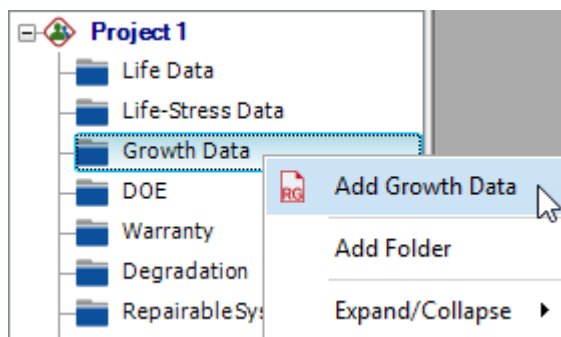 Project 1
Life Data
Life-Stress Data
Growth Data
RG Add Growth Data
DOE
Warranty
Add Folder
Degradation
RepairableSys
Expand/Collapse